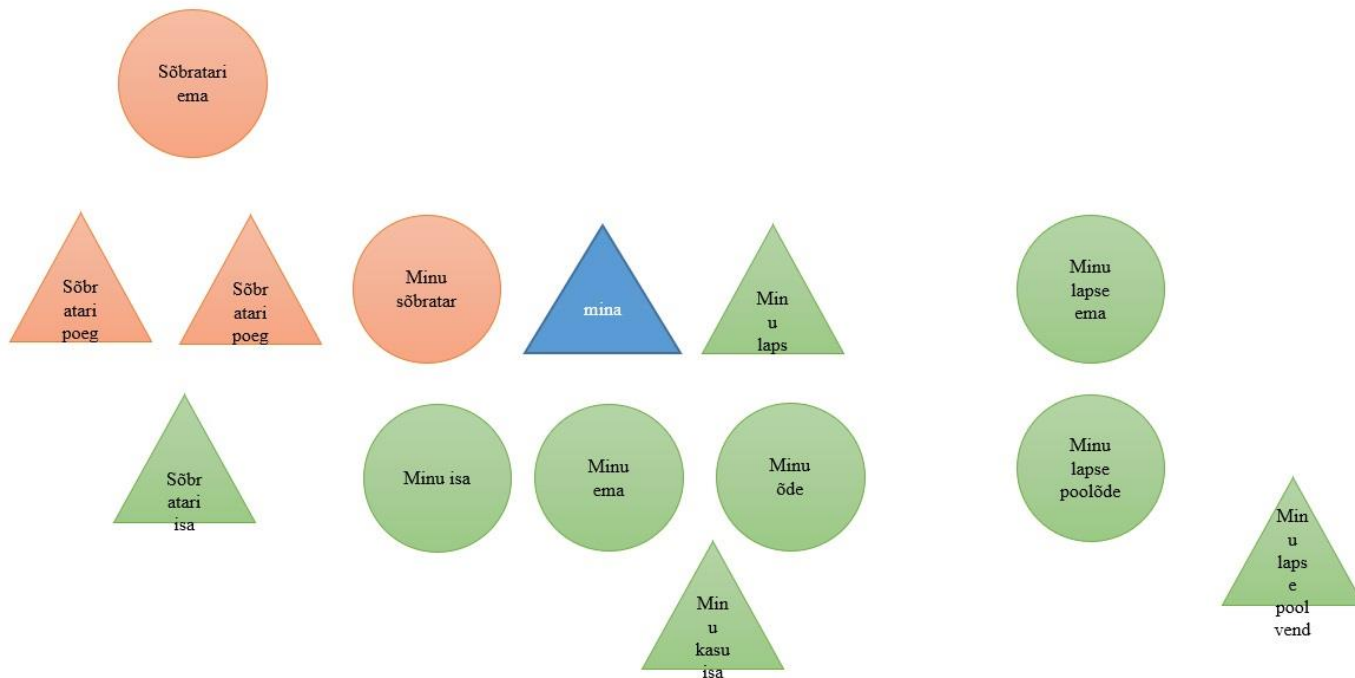 Sõbratari
ema
Sõbr
atari
poeg
Sõbr
atari
poeg
Minu
sõbratar
mina
Min
u
laps
Minu
lapse
ema
Sõbr
atari
isa
Minu isa
Minu
ema
Minu
õde
Minu
lapse
poolõde
Min
u
laps
e
pool
vend
Min
u
kasu
isa